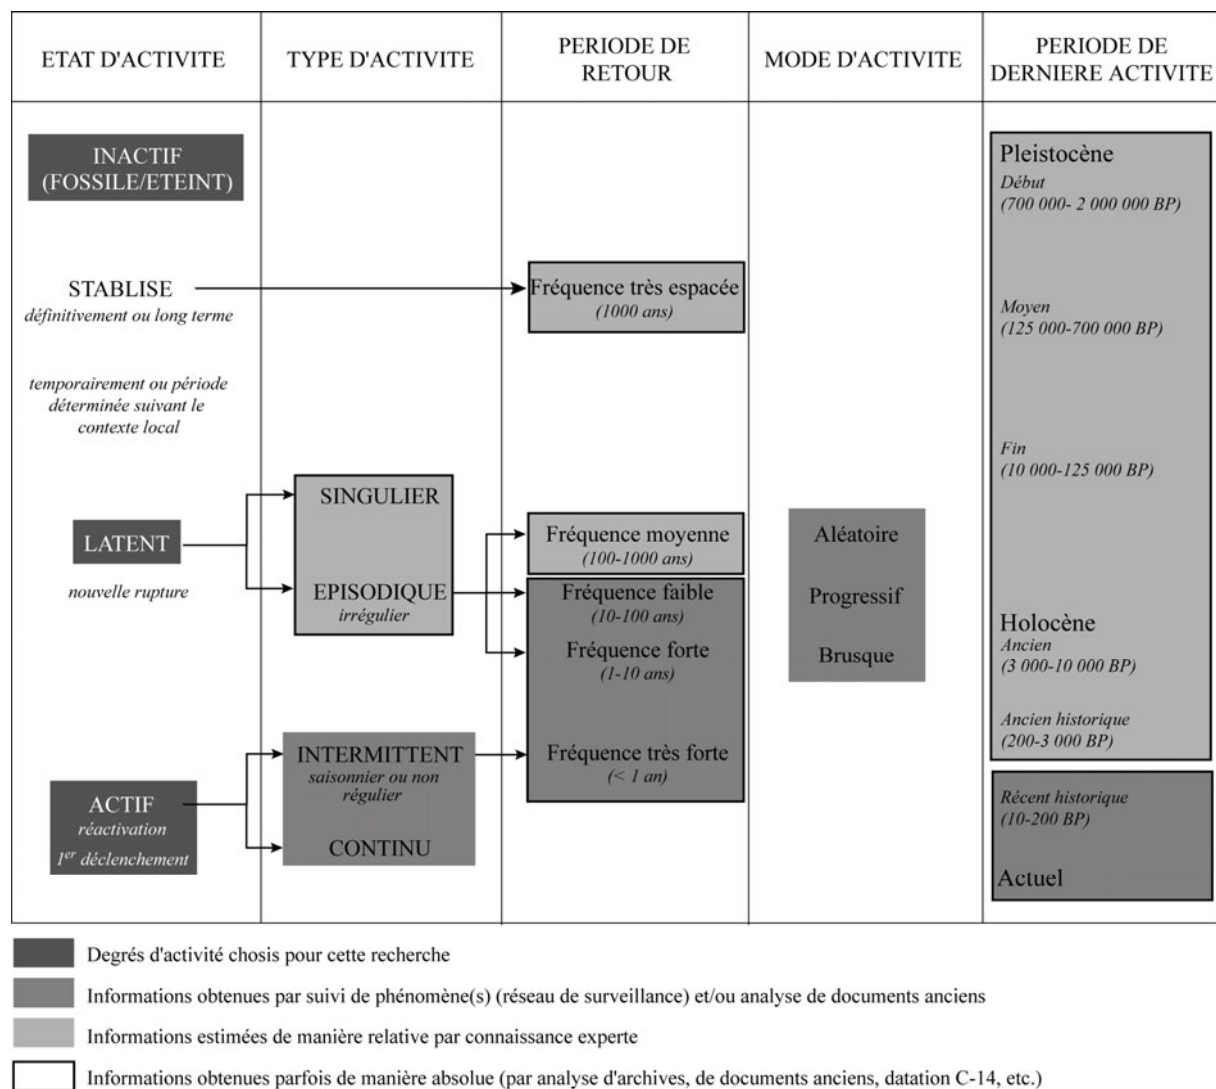 ETAT D'ACTIVITE
TYPE D'ACTIVITE
PERIODE DE
RETOUR
MODE D'ACTIVITE
PERIODE DE
DERNIERE ACTIVITE
INACTIF
(FOSSILE/ETEINT)
STABLISE
définitivement ou long terme
temporairement ou période
déterminée suivant le
contexte local
LATENT
nouvelle rupture
ACTIF
réactivation
1er déclenchement
SINGULIER
EPISODIQUE
irrégulier
INTERMITTENT
saisonnier ou non
régulier
CONTINU
Fréquence très espacée
(1000 ans)
Fréquence moyenne
(100-1000 ans)
Fréquence faible
(10-100 ans)
Fréquence forte
(1-10 ans)
Fréquence très forte
(< 1 an)
Aléatoire
Progressif
Brusque
Pleistocène
Début
(700 000- 2 000 000 BP)
Moyen
(125 000-700 000 BP)
Fin
(10 000-125 000 BP)
Holocène
Ancien
(3 000-10 000 BP)
Ancien historique
(200-3 000 BP)
Récent historique
(10-200 BP)
Actuel
Degrés d'activité choisis pour cette recherche
Informations obtenues par suivi de phénomène(s) (réseau de surveillance) et/ou analyse de documents anciens
Informations estimées de manière relative par connaissance experte
Informations obtenues parfois de manière absolue (par analyse d'archives, de documents anciens, datation C-14, etc.)